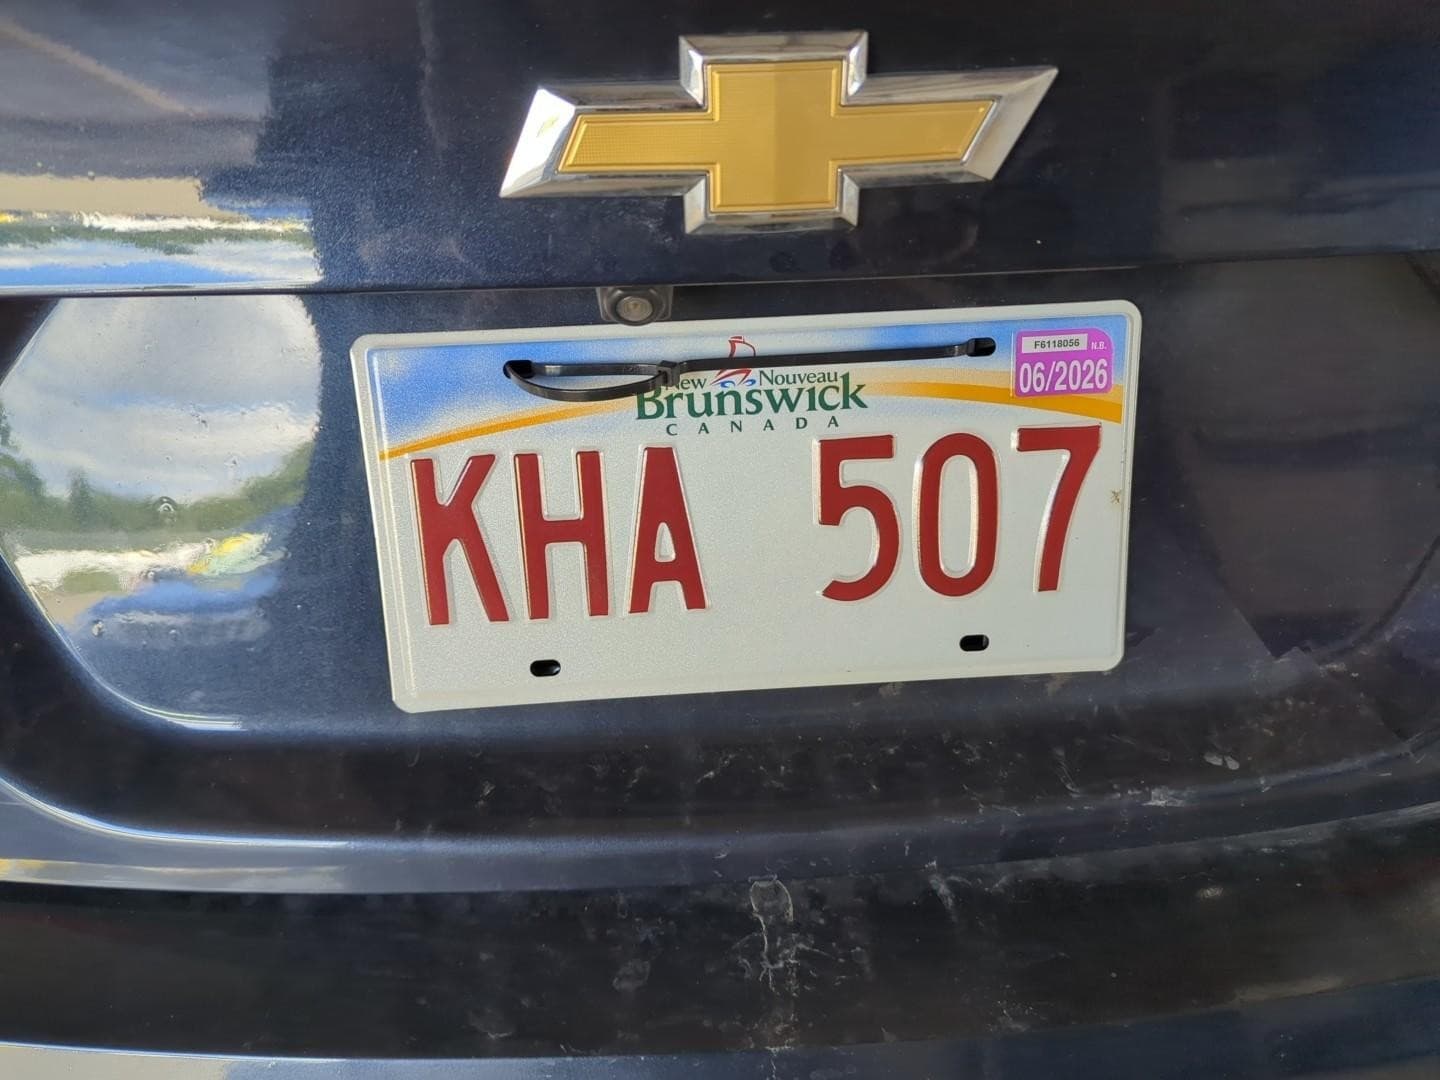 F6118056
N.B.
06/2026
New Nouveau
Brunswick
CANADA
KHA 507